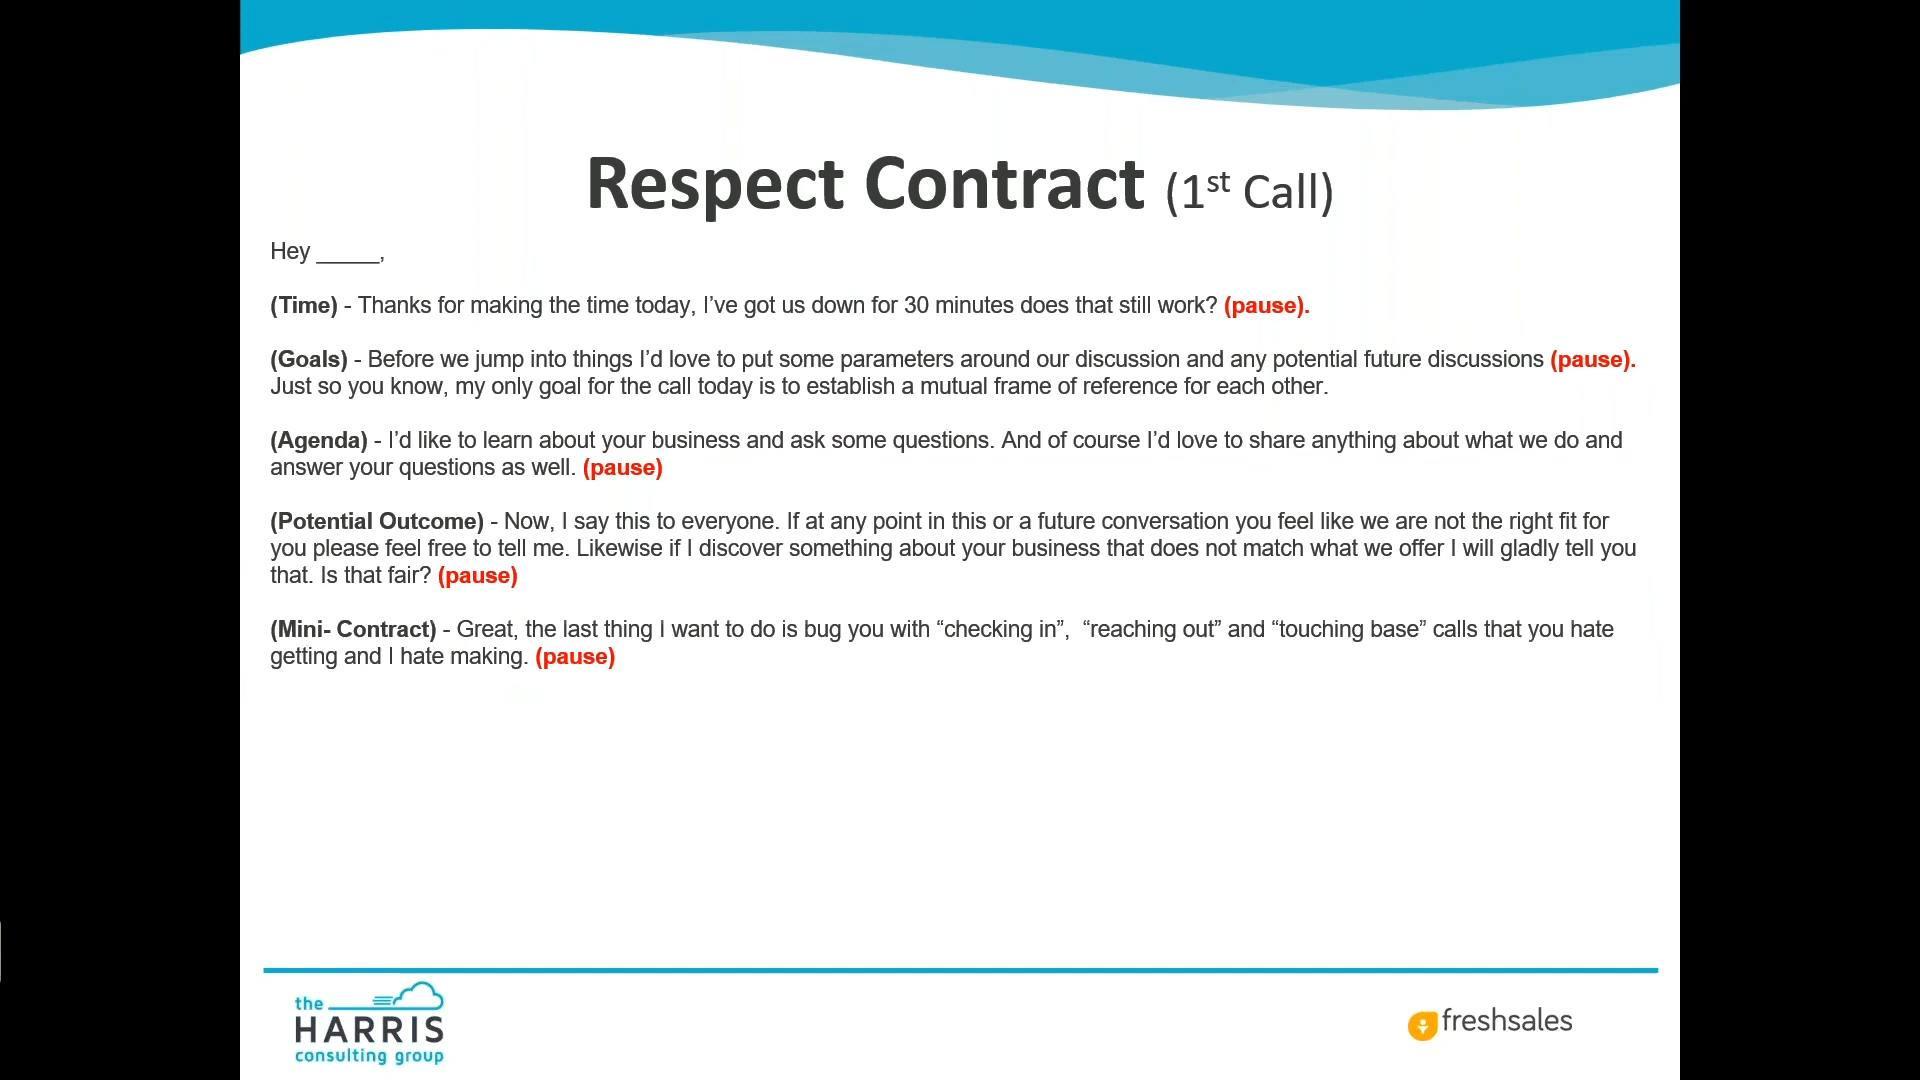 Respect Contract (1st Call)
Hey _____,
(Time) - Thanks for making the time today, I’ve got us down for 30 minutes does that still work? (pause).
(Goals) - Before we jump into things I’d love to put some parameters around our discussion and any potential future discussions (pause).
Just so you know, my only goal for the call today is to establish a mutual frame of reference for each other.
(Agenda) - I’d like to learn about your business and ask some questions. And of course I’d love to share anything about what we do and
answer your questions as well. (pause)
(Potential Outcome) - Now, I say this to everyone. If at any point in this or a future conversation you feel like we are not the right fit for
you please feel free to tell me. Likewise if I discover something about your business that does not match what we offer I will gladly tell you
that. Is that fair? (pause)
(Mini- Contract) - Great, the last thing I want to do is bug you with “checking in”,  “reaching out” and “touching base” calls that you hate
getting and I hate making. (pause)
the
HARRIS
consulting group
freshsales